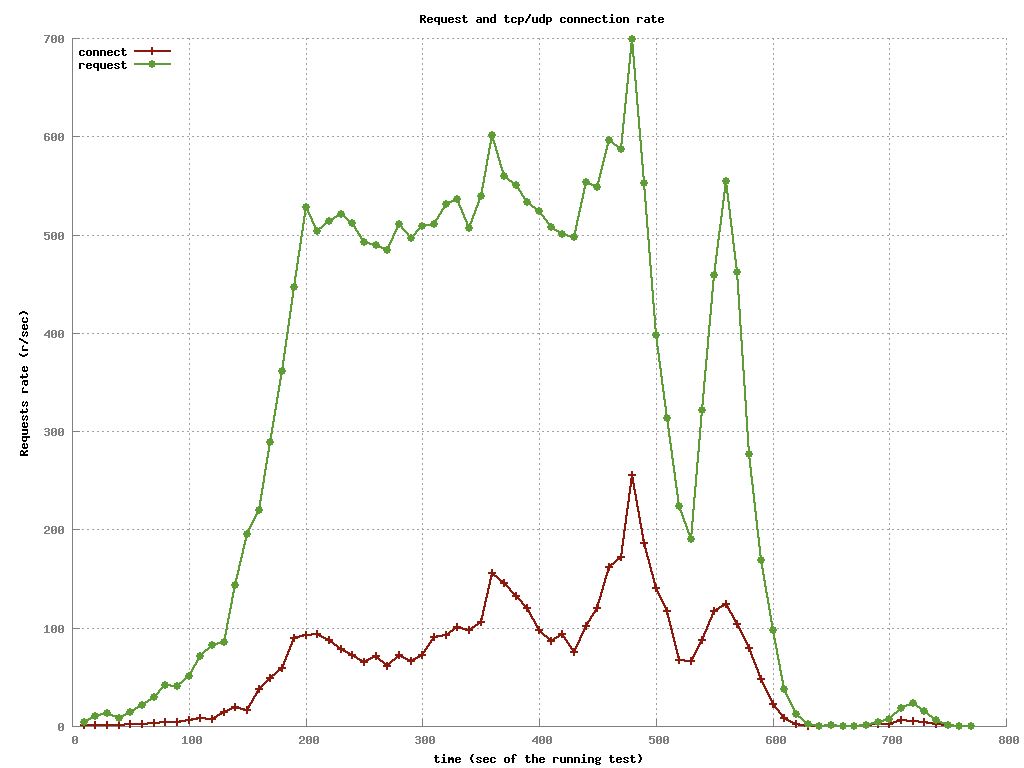 Request and tcp/udp connection rate
700
connect
request
600
500
400
300
200
100
0
Requests rate (r/sec)
0 100 200 300 400 500 600 700 800
time (sec of the running test)